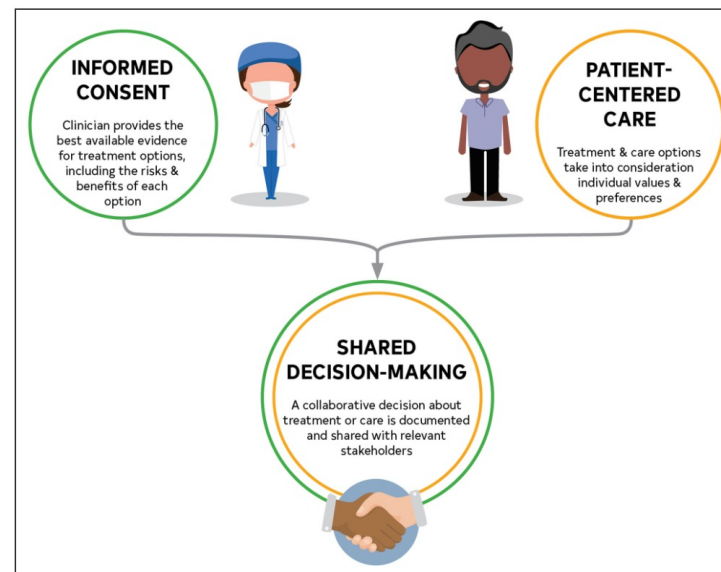 INFORMED
CONSENT
Clinician provides the
best available evidence
for treatment options,
including the risks &
benefits of each
option
PATIENT-
CENTERED
CARE
Treatment & care options
take into consideration
individual values &
preferences
SHARED
DECISION-MAKING
A collaborative decision about
treatment or care is documented
and shared with relevant
stakeholders